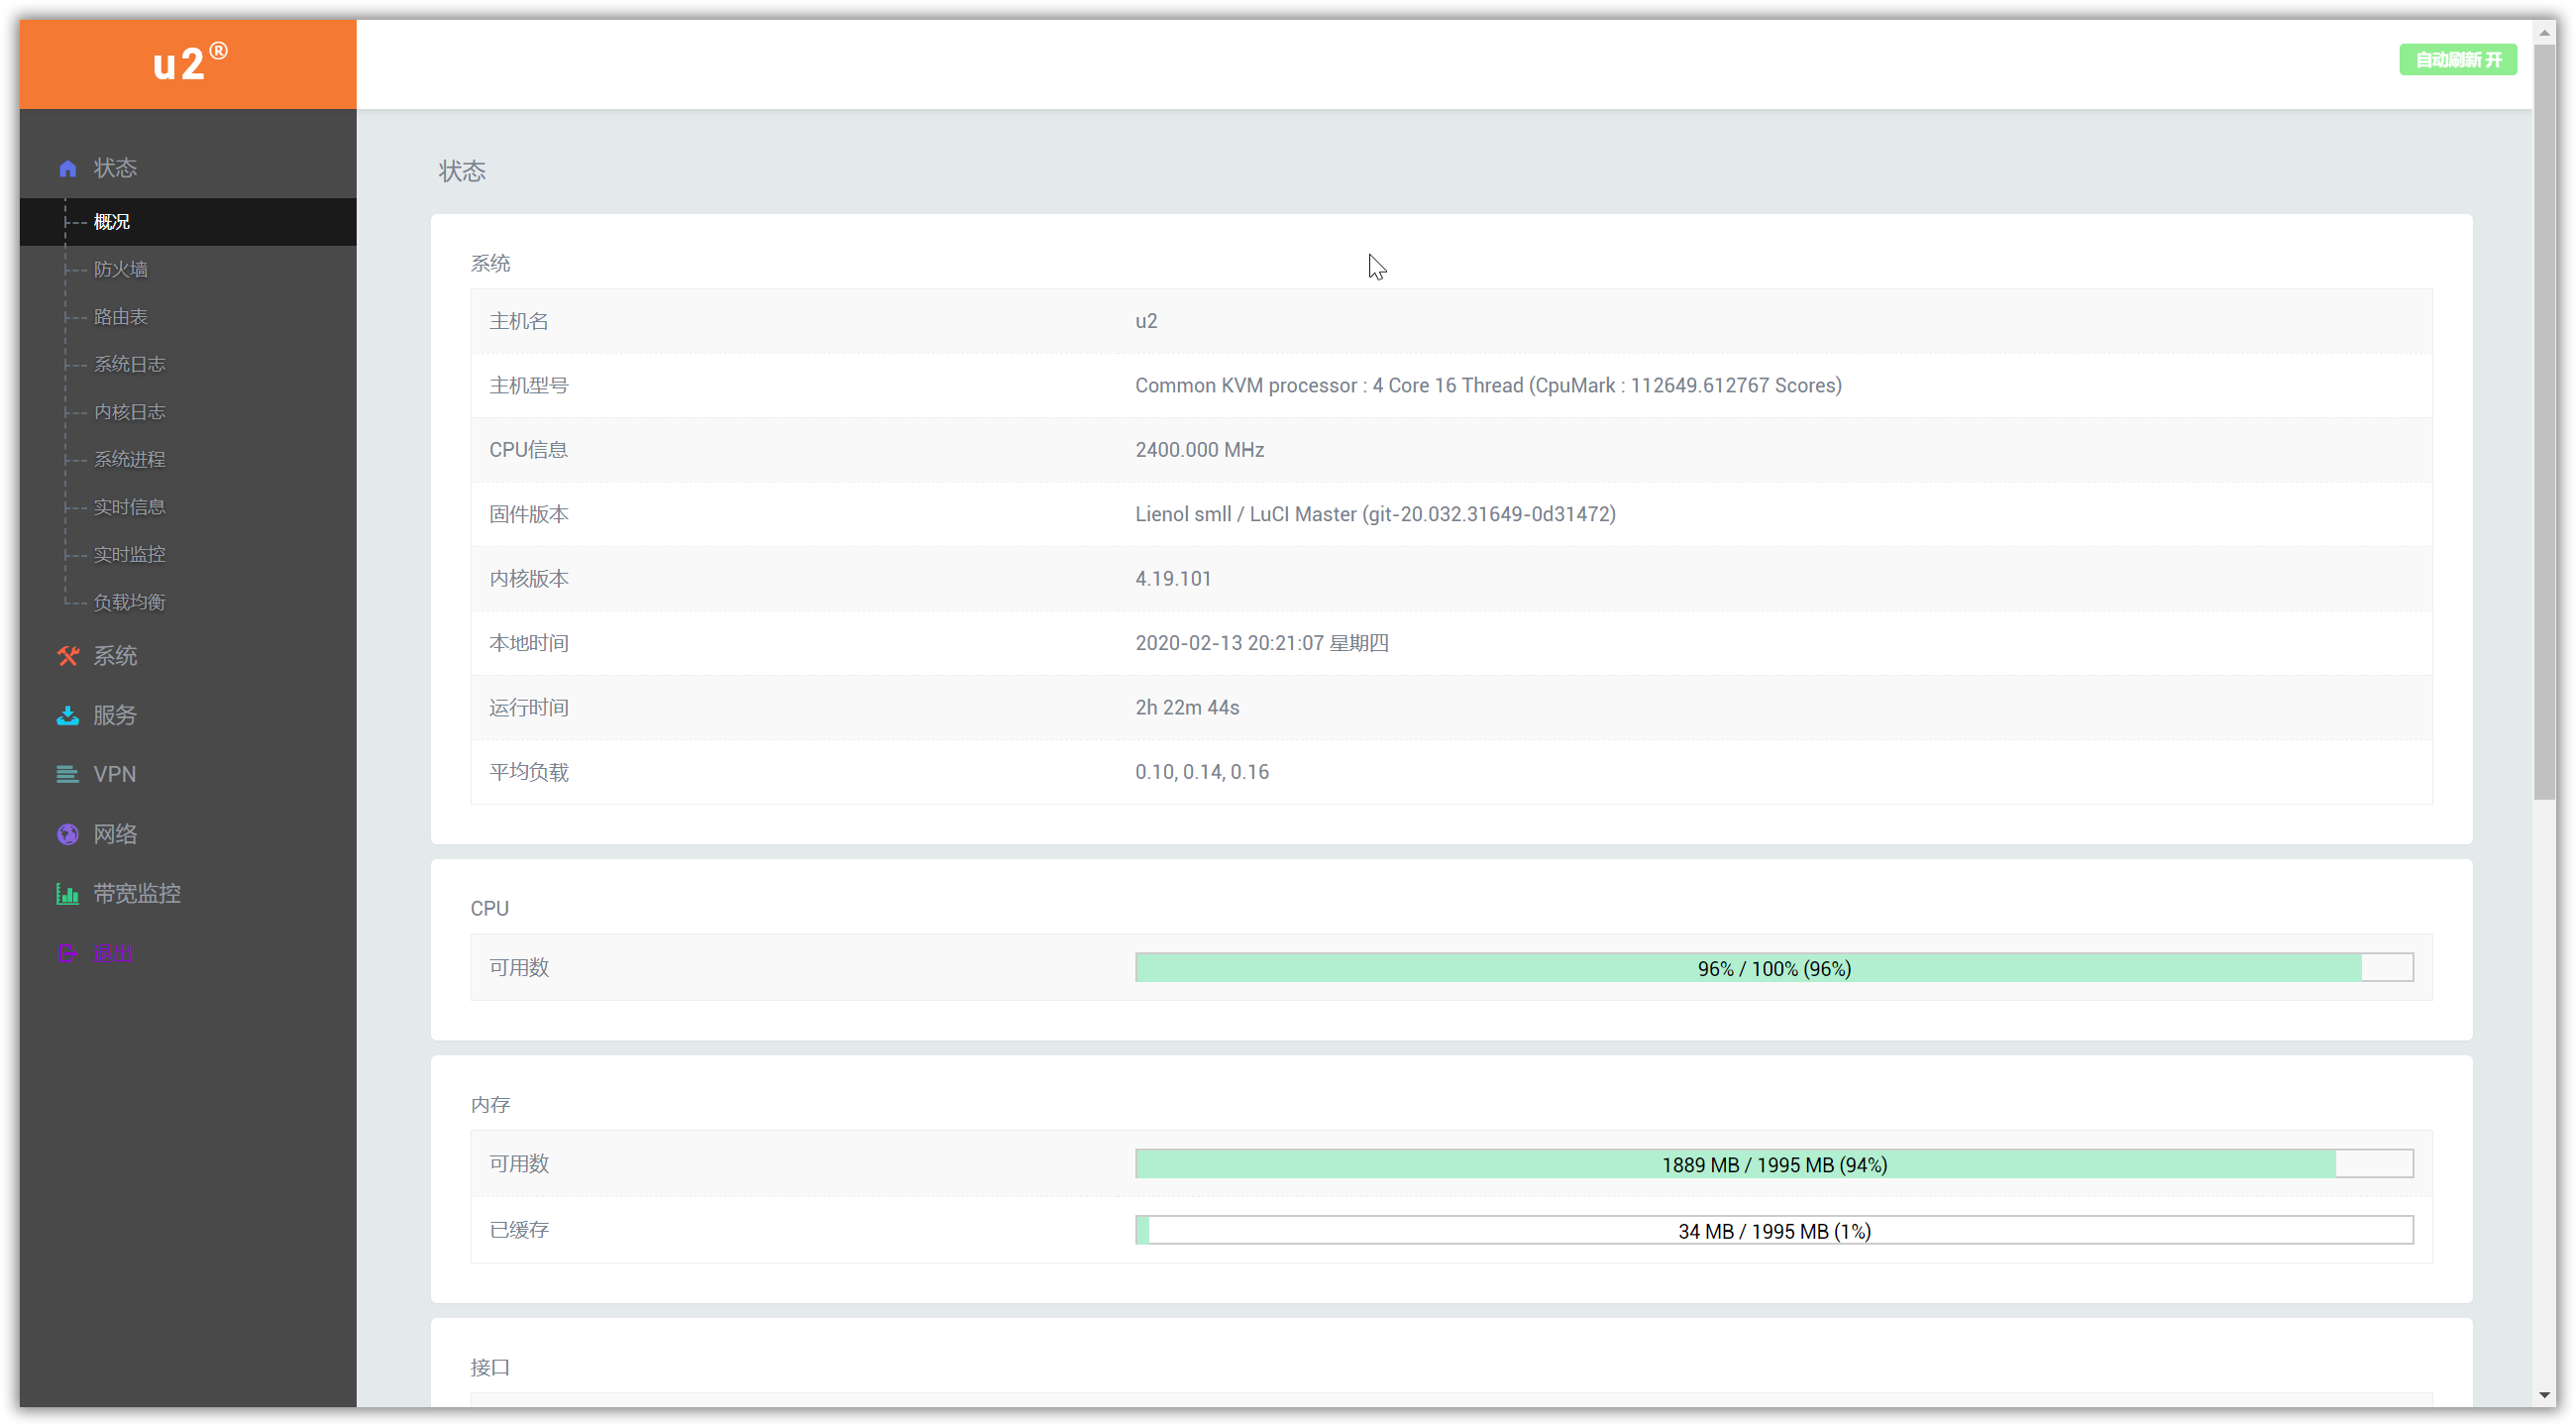 u2®
自动刷新 开
状态
概况
防火墙
路由表
系统日志
内核日志
系统进程
实时信息
实时监控
负载均衡
系统
服务
VPN
网络
带宽监控
退出
状态
系统
主机名 u2
主机型号 Common KVM processor : 4 Core 16 Thread (CpuMark : 112649.612767 Scores)
CPU信息 2400.000 MHz
固件版本 Lienol smll / LuCI Master (git-20.032.31649-0d31472)
内核版本 4.19.101
本地时间 2020-02-13 20:21:07 星期四
运行时间 2h 22m 44s
平均负载 0.10, 0.14, 0.16
CPU
可用数 96% / 100% (96%)
内存
可用数 1889 MB / 1995 MB (94%)
已缓存 34 MB / 1995 MB (1%)
接口